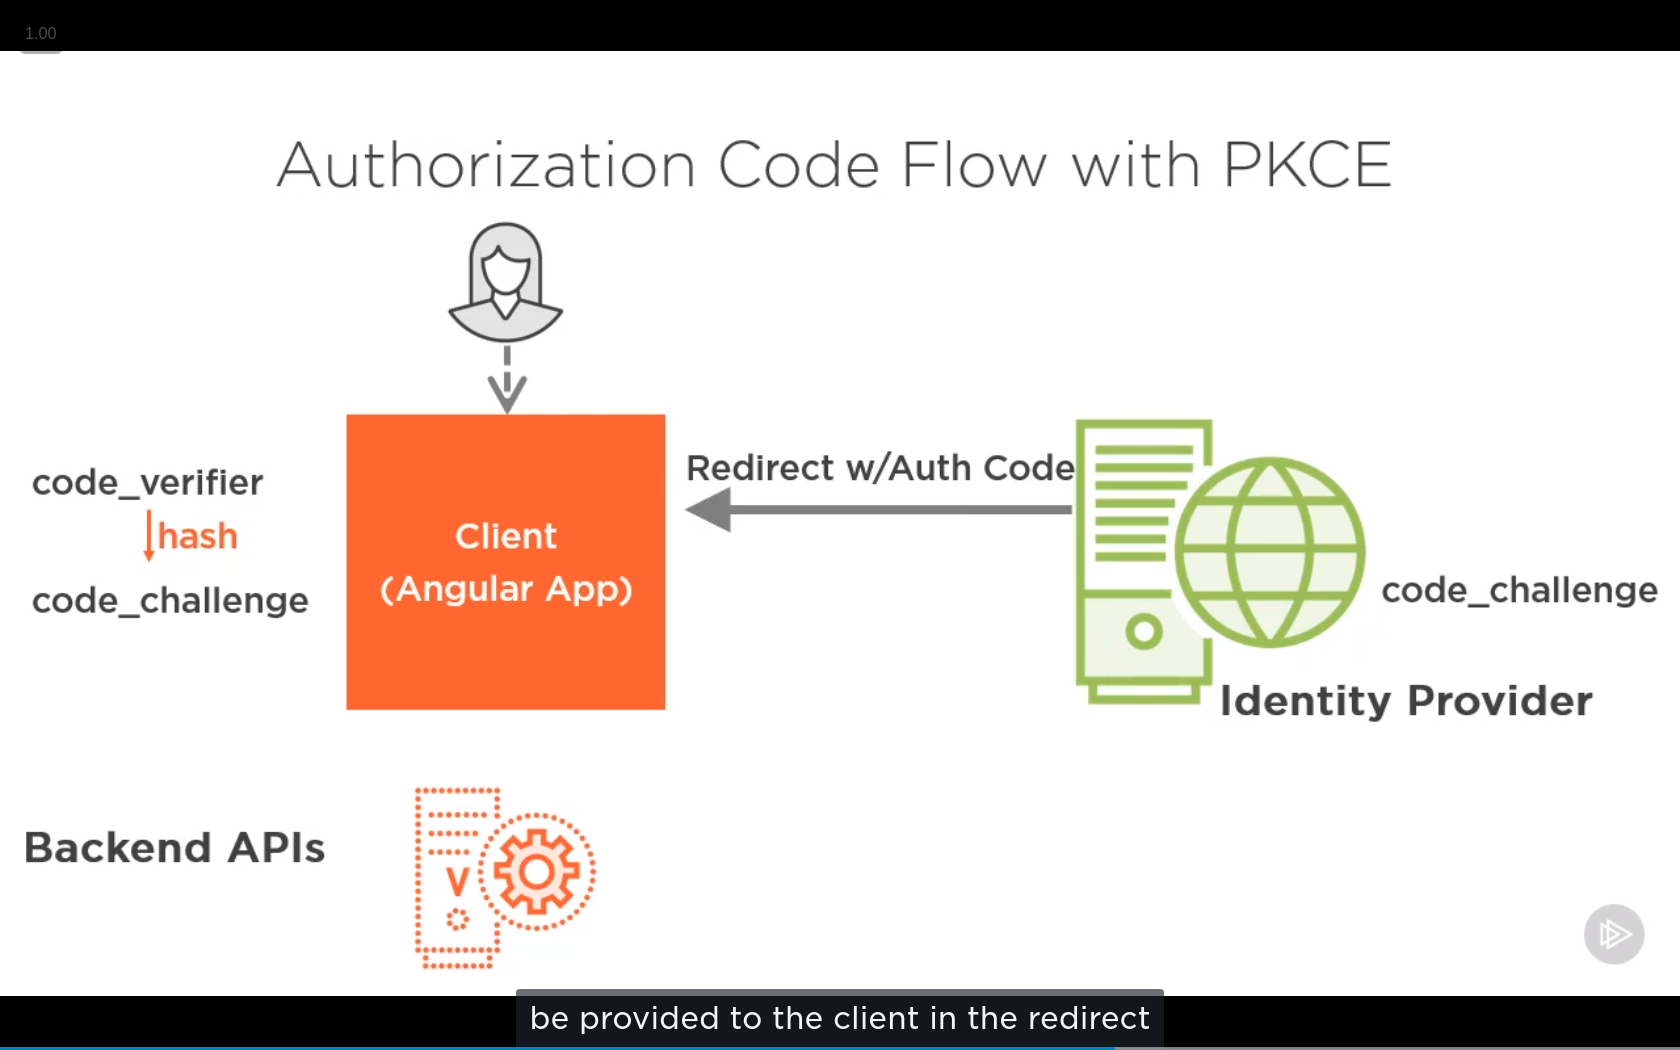 1.00
Authorization Code Flow with PKCE
code_verifier
hash
code_challenge
Client
(Angular App)
Redirect w/Auth Code
code_challenge
Identity Provider
Backend APIs
V
be provided to the client in the redirect